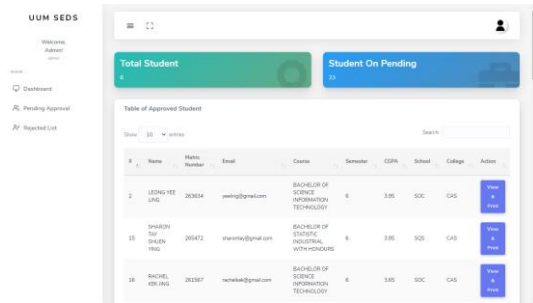 UUM SEDS
Welcome,
Admin!
Dashboard
Pending Approval
Rejected List
Total Student
6
Student On Pending
23
Table of Approved Student
Show 10 entries
Search:
# Name Matric Number Email Course Semester CGPA School College Action
2 LEONG YEE LING 263634 yeeling@gmail.com BACHELOR OF SCIENCE INFORMATION TECHNOLOGY 6 3.95 SOC CAS View & Print
15 SHARON TAY SHUEN YING 265472 sharontay@gmail.com BACHELOR OF STATISTIC INDUSTRIAL WITH HONOURS 6 3.85 SQS CAS View & Print
16 RACHEL KEK JING 261567 rachelkek@gmail.com BACHELOR OF SCIENCE INFORMATION TECHNOLOGY 6 3.65 SOC CAS View & Print